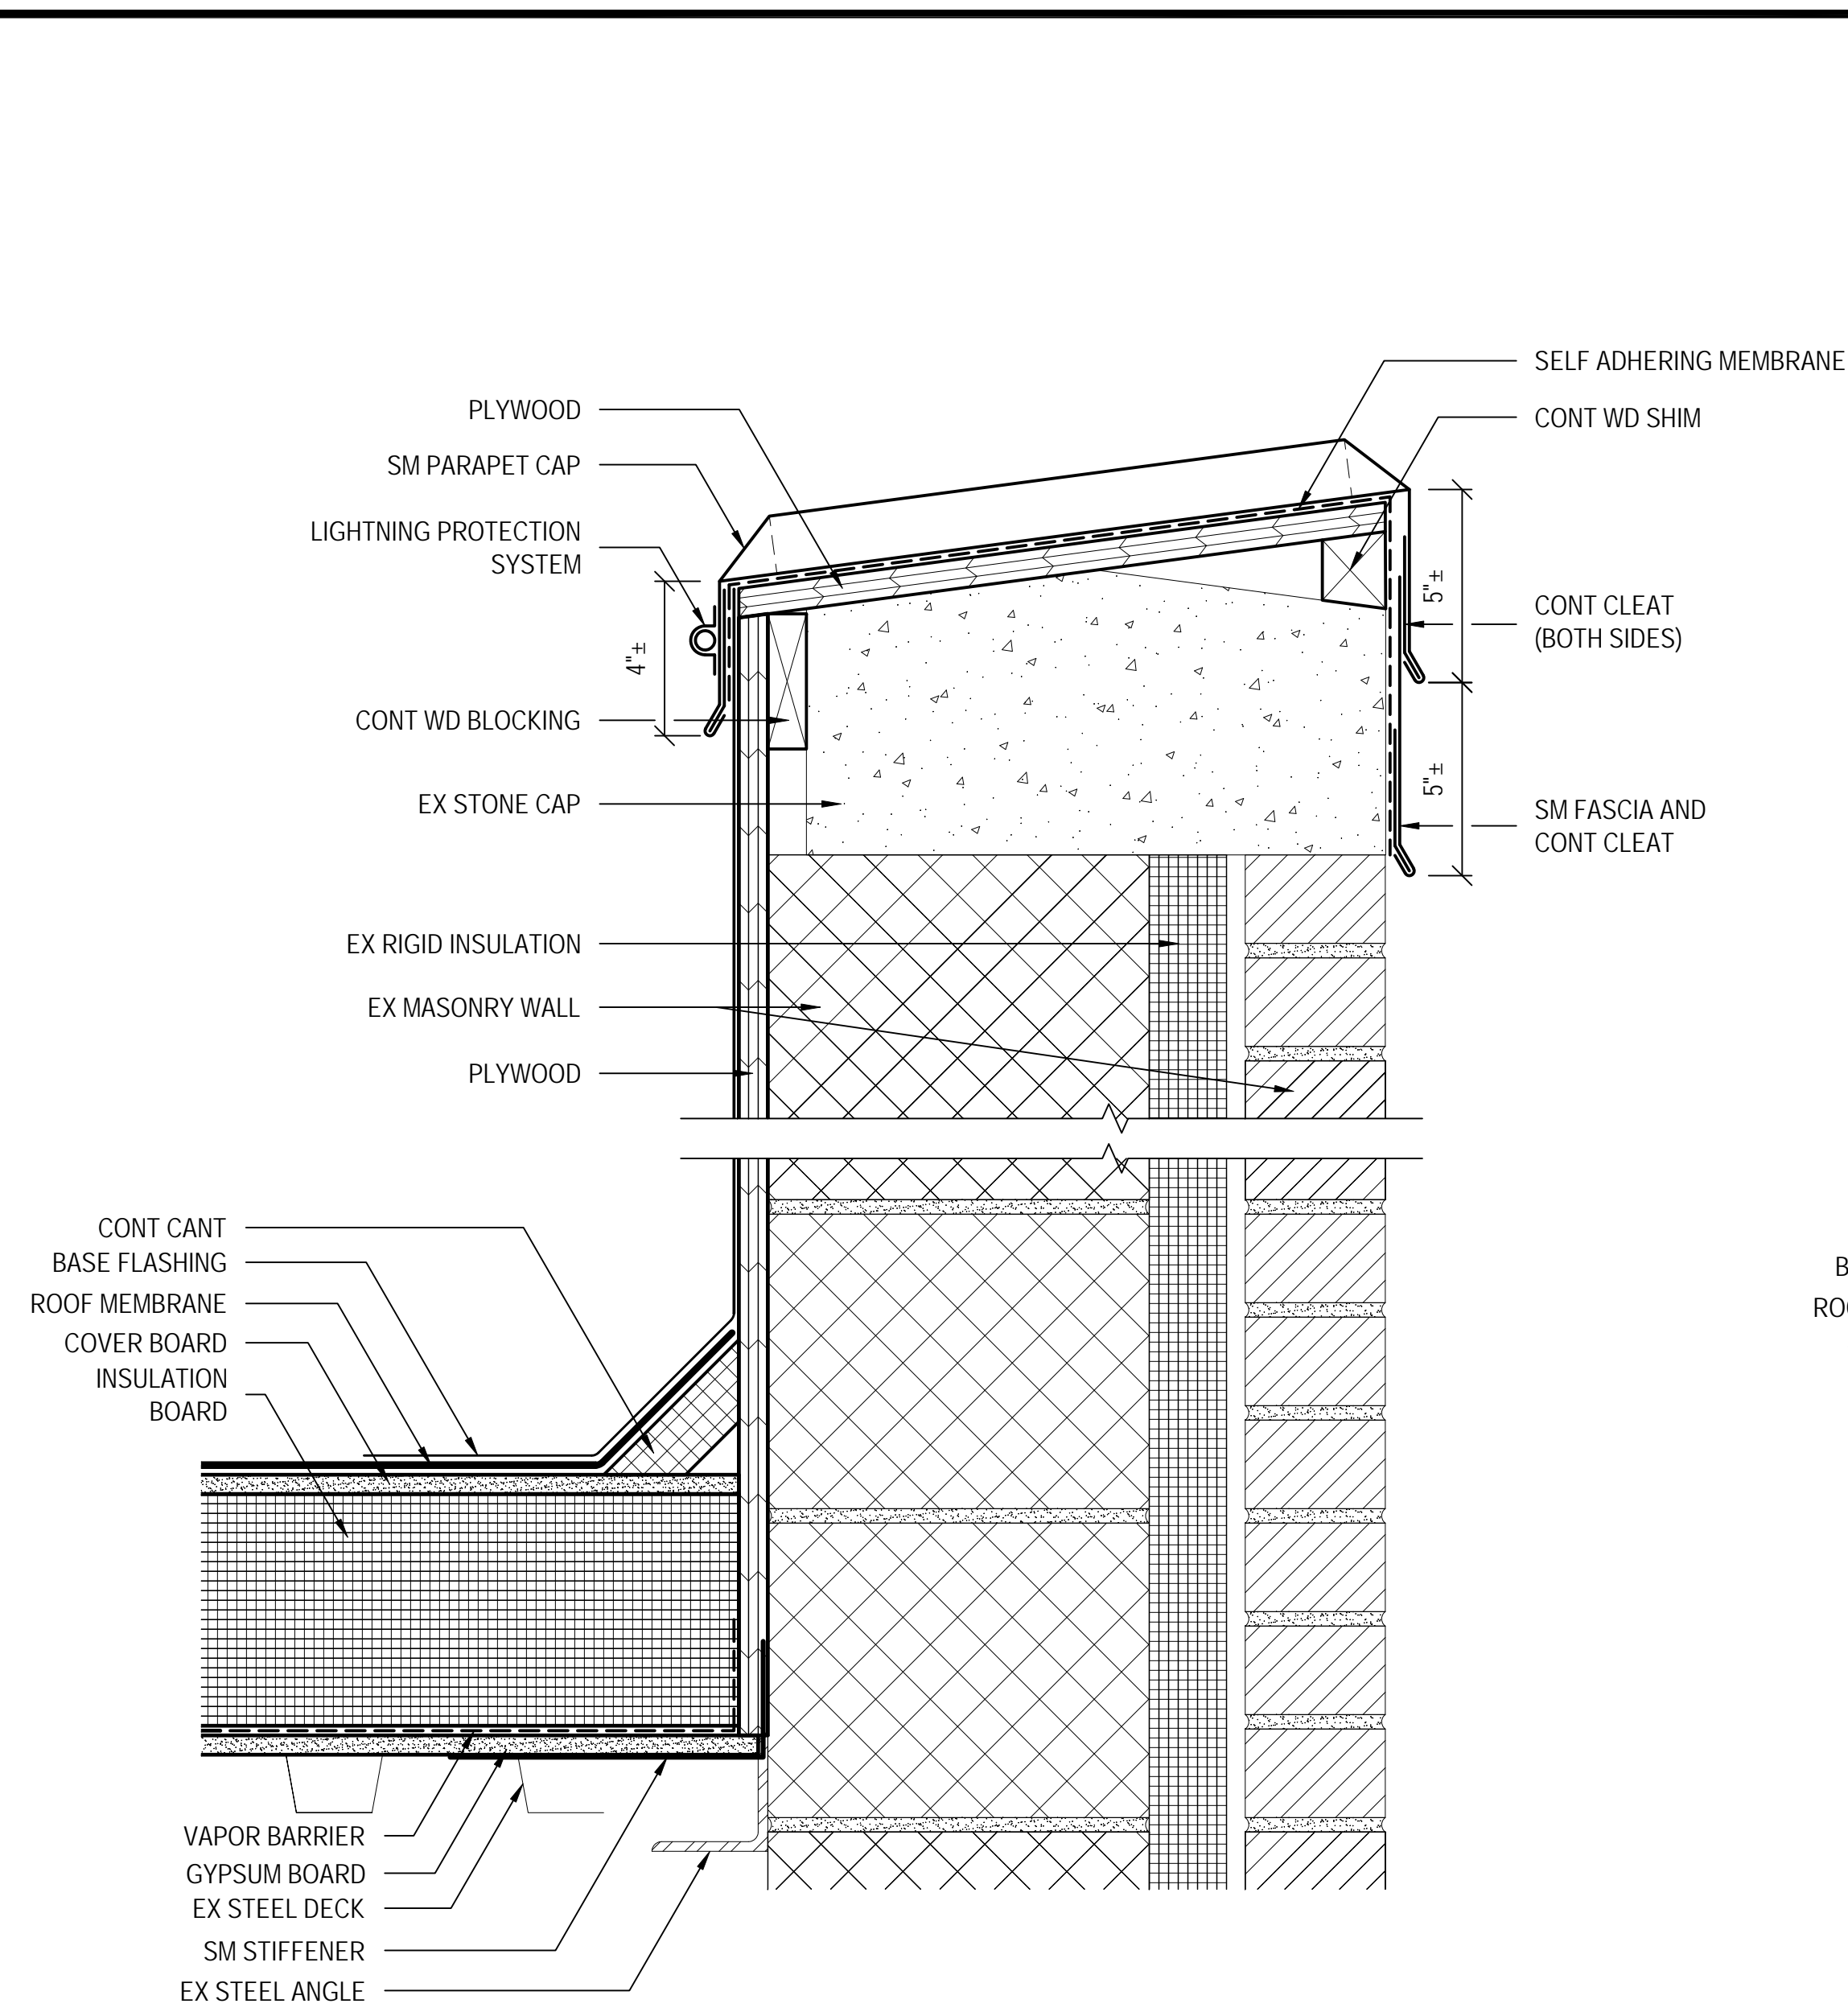 SELF ADHERING MEMBRANE
PLYWOOD
CONT WD SHIM
SM PARAPET CAP
LIGHTNING PROTECTION
SYSTEM
5"±
CONT CLEAT
(BOTH SIDES)
4"±
CONT WD BLOCKING
5"±
EX STONE CAP
SM FASCIA AND
CONT CLEAT
EX RIGID INSULATION
EX MASONRY WALL
PLYWOOD
CONT CANT
BASE FLASHING
ROOF MEMBRANE
COVER BOARD
INSULATION
BOARD
VAPOR BARRIER
GYPSUM BOARD
EX STEEL DECK
SM STIFFENER
EX STEEL ANGLE